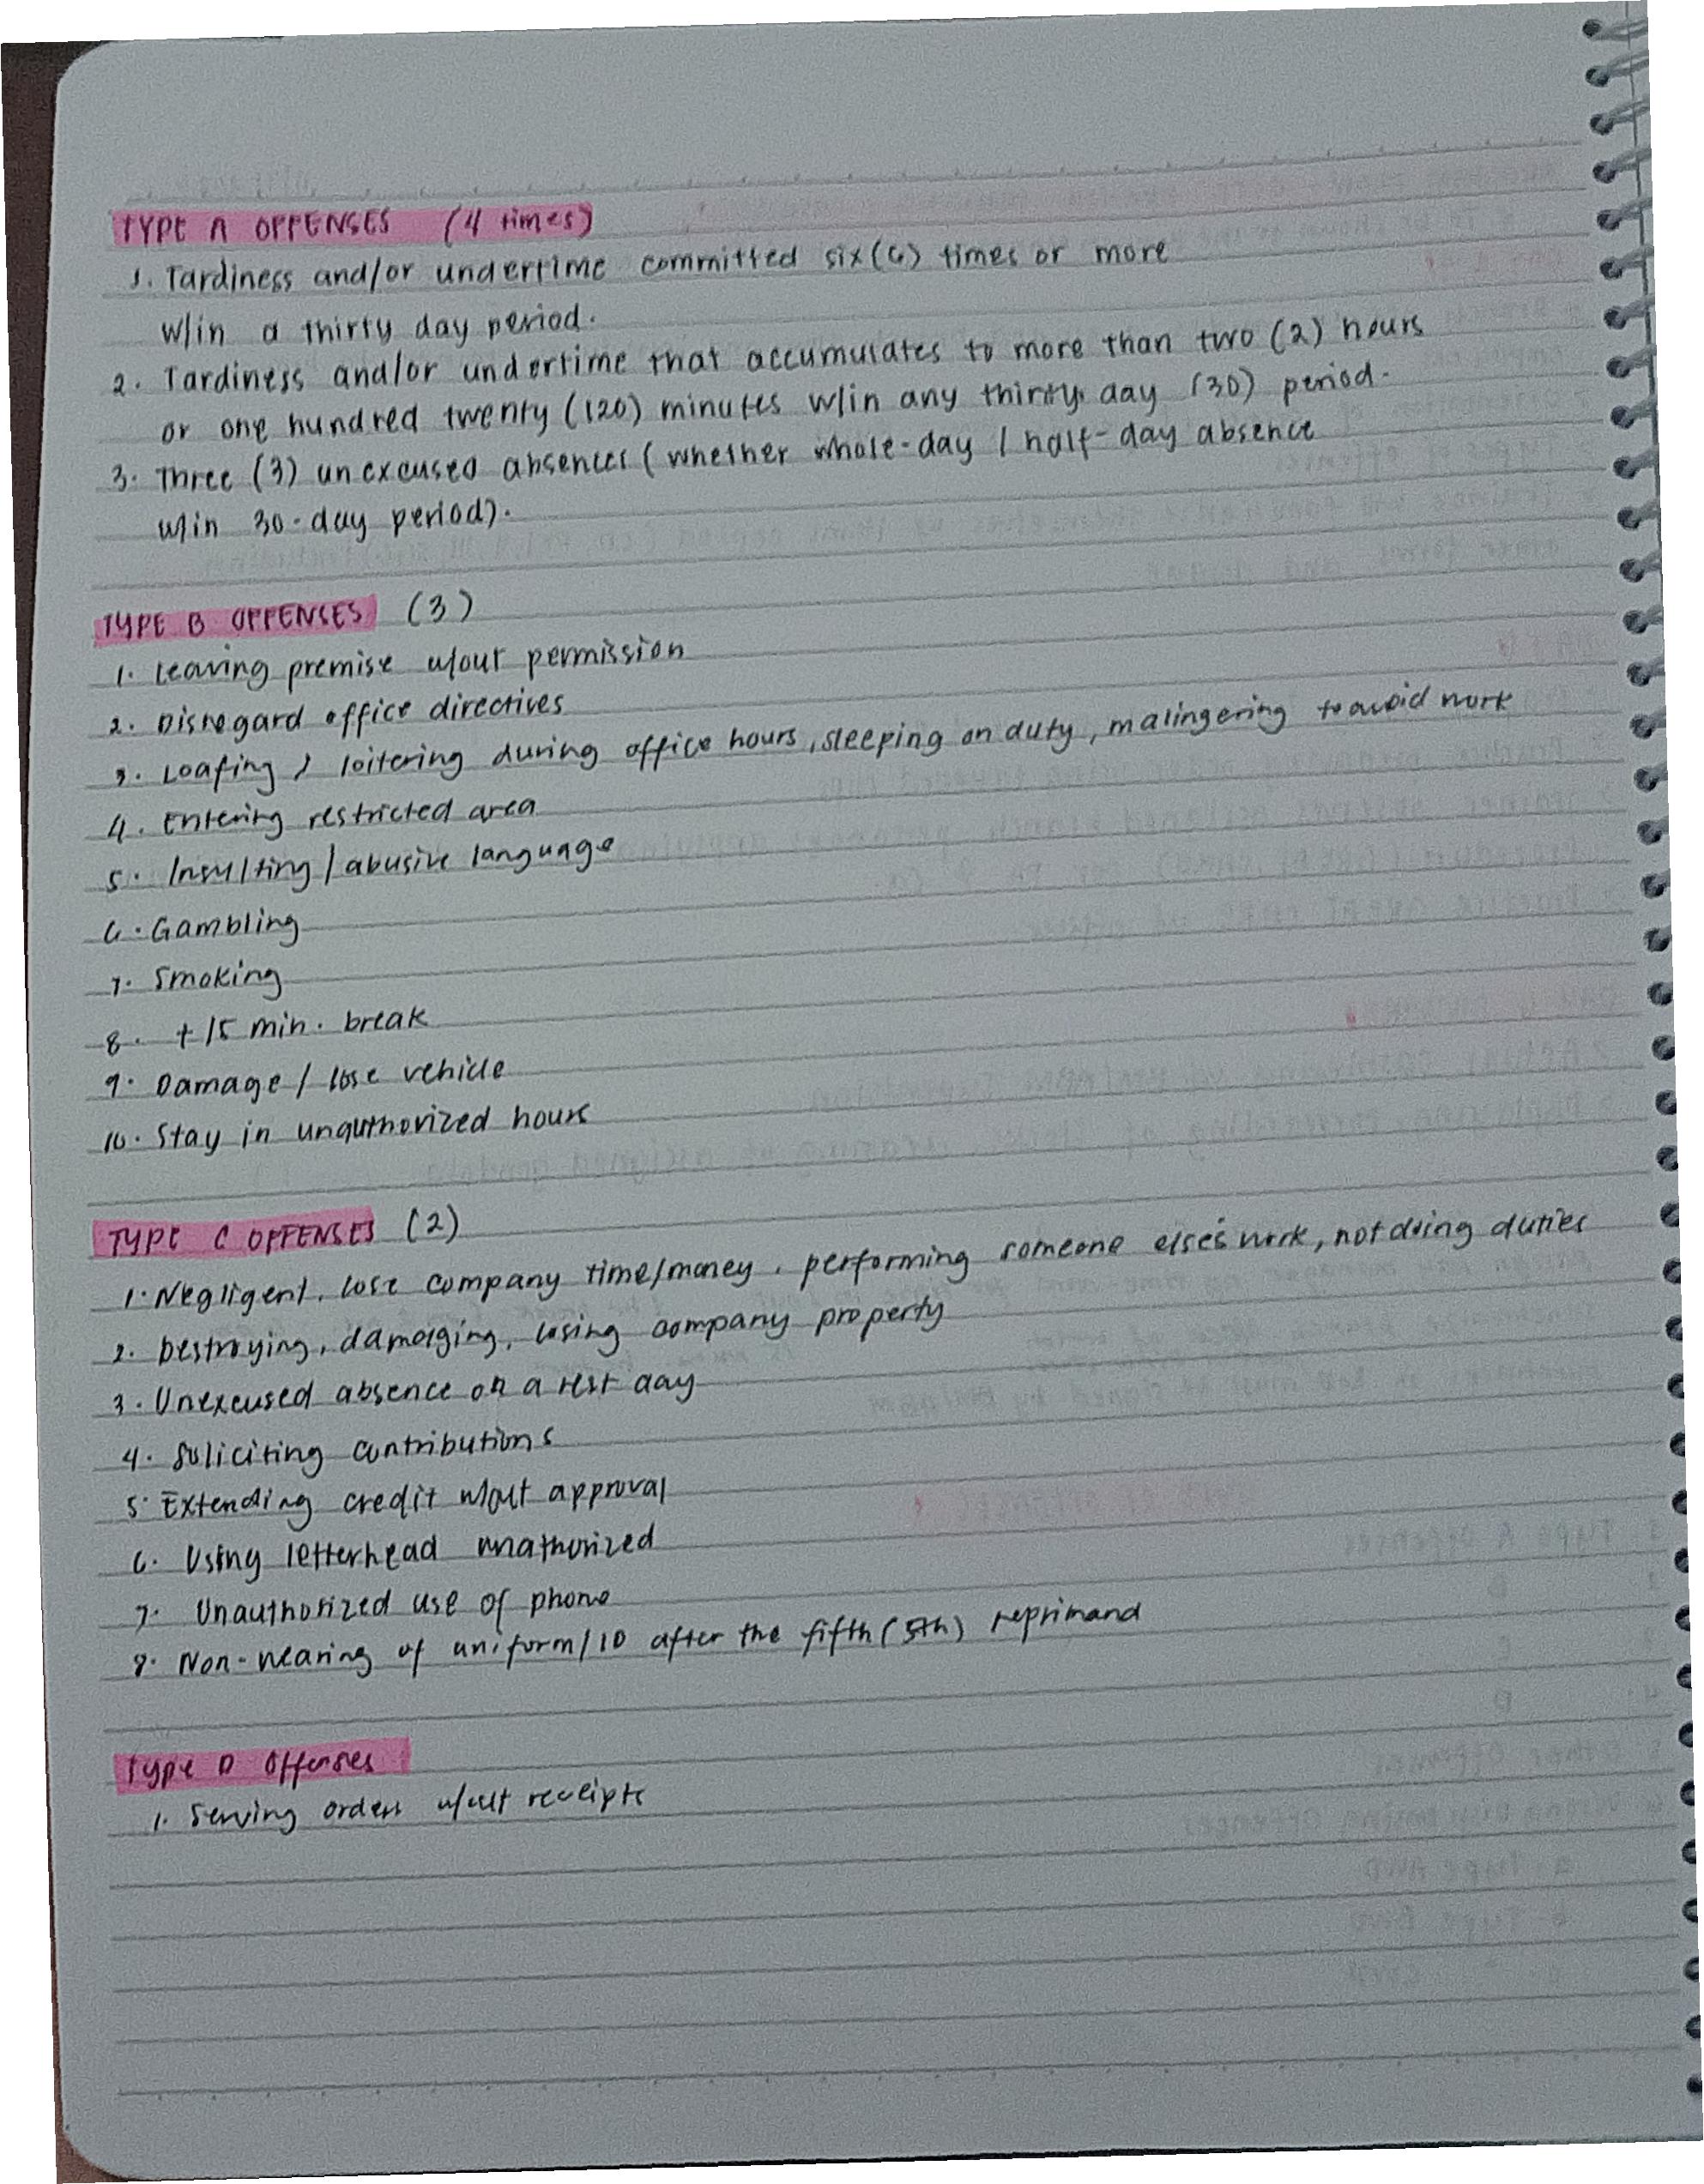 TYPE A OFFENSES (4 times)
1. Tardiness and/or undertime committed six (6) times or more
w/in a thirty day period.
2. Tardiness and/or undertime that accumulates to more than two (2) hours
or one hundred twenty (120) minutes w/in any thirty day (30) period.
3. Three (3) unexcused absences (whether whole-day / half-day absence
w/in 30-day period).
TYPE B OFFENSES (3)
1. Leaving premise w/out permission
2. Disregard office directives
3. Loafing & loitering during office hours, sleeping on duty, malingering to avoid work
4. Entering restricted area
5. Insulting / abusive language
6. Gambling
7. Smoking
8. + 15 min. break
9. Damage / lose vehicle
10. Stay in unauthorized hours
TYPE C OFFENSES (2)
1. Negligent, lose company time/money, performing someone else's work, not doing duties
2. Destroying, damaging, losing company property
3. Unexcused absence on a rest day
4. Soliciting contributions
5. Extending credit w/out approval
6. Using letterhead unathorized
7. Unauthorized use of phone
8. Non-wearing of uniform/ID after the fifth (5th) reprimand
Type D Offenses
1. Serving orders w/out receipts